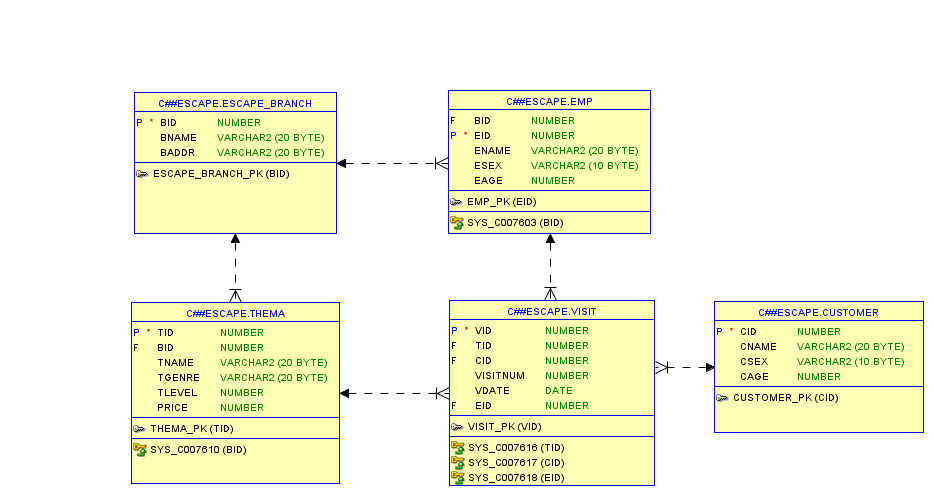 C##ESCAPE.ESCAPE_BRANCH
P * BID NUMBER
BNAME VARCHAR2 (20 BYTE)
BADDR VARCHAR2 (20 BYTE)
ESCAPE_BRANCH_PK (BID)
C##ESCAPE.EMP
F BID NUMBER
P * EID NUMBER
ENAME VARCHAR2 (20 BYTE)
ESEX VARCHAR2 (10 BYTE)
EAGE NUMBER
EMP_PK (EID)
SYS_C007603 (BID)
C##ESCAPE.THEMA
P * TID NUMBER
F BID NUMBER
TNAME VARCHAR2 (20 BYTE)
TGENRE VARCHAR2 (20 BYTE)
TLEVEL NUMBER
PRICE NUMBER
THEMA_PK (TID)
SYS_C007610 (BID)
C##ESCAPE.VISIT
P * VID NUMBER
F TID NUMBER
F CID NUMBER
VISITNUM NUMBER
VDATE DATE
F EID NUMBER
VISIT_PK (VID)
SYS_C007616 (TID)
SYS_C007617 (CID)
SYS_C007618 (EID)
C##ESCAPE.CUSTOMER
P * CID NUMBER
CNAME VARCHAR2 (20 BYTE)
CSEX VARCHAR2 (10 BYTE)
CAGE NUMBER
CUSTOMER_PK (CID)